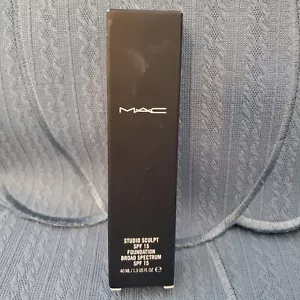 MAC
STUDIO SCULPT
SPF 15
FOUNDATION
BROAD SPECTRUM
SPF 15
40 ML / 1.3 US FL OZ